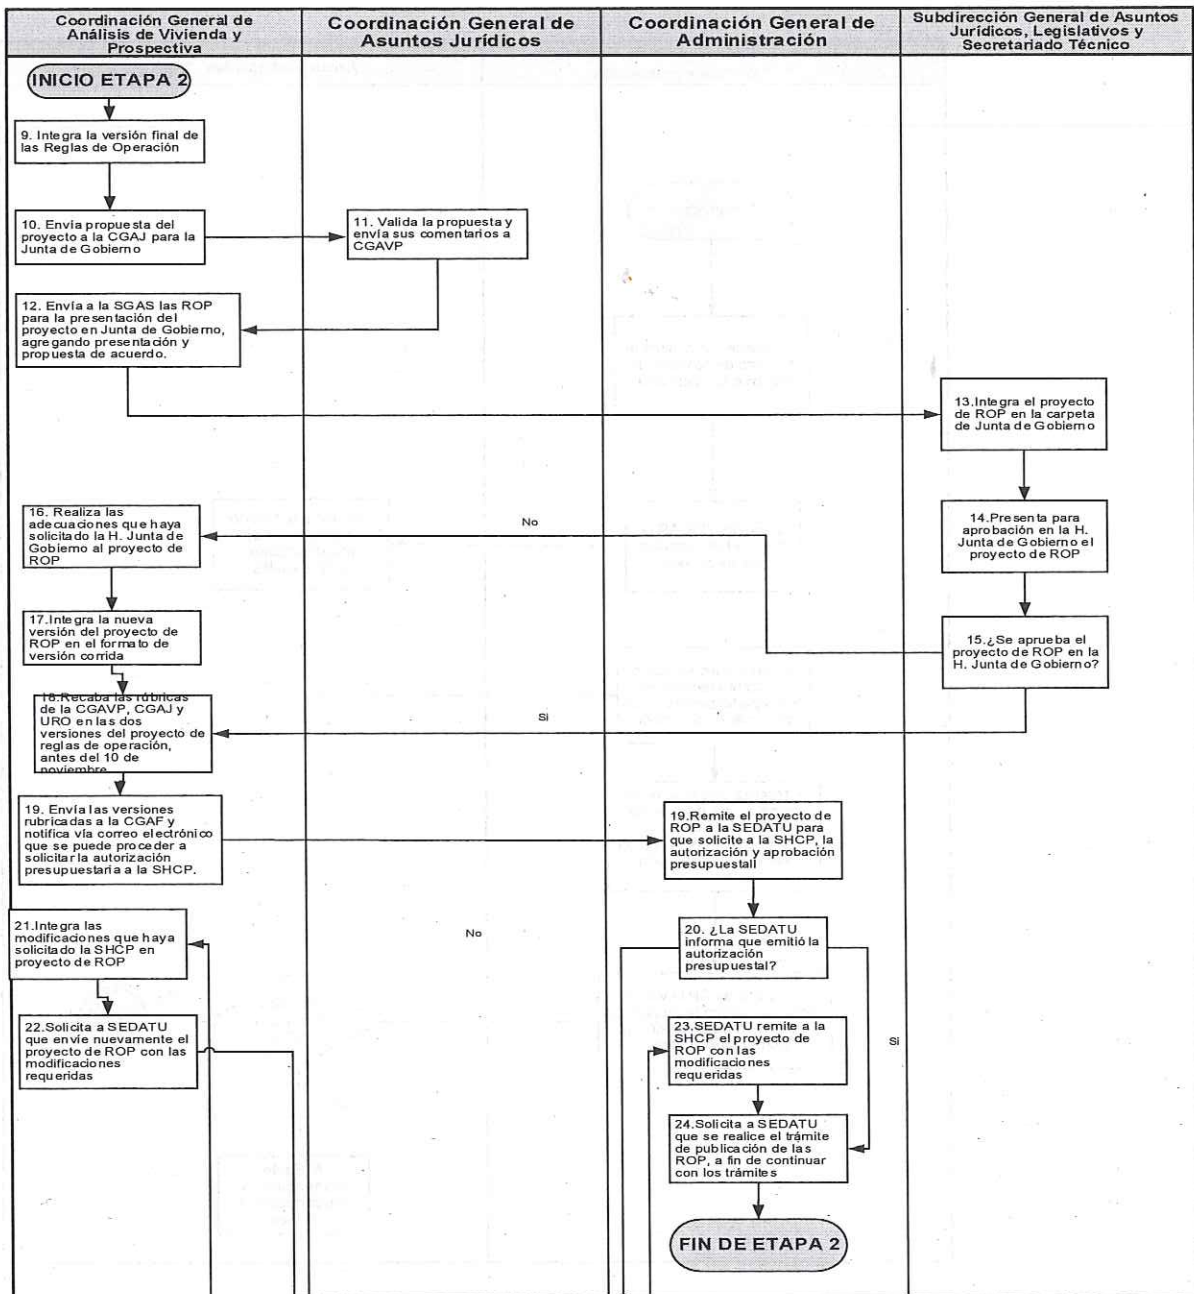 Coordinación General de
Análisis de Vivienda y
Prospectiva
Coordinación General de
Asuntos Jurídicos
Coordinación General de
Administración
Subdirección General de Asuntos
Jurídicos, Legislativos y
Secretariado Técnico
INICIO ETAPA 2
9. Integra la versión final de
las Reglas de Operación
10. Envía propuesta del
proyecto a la CGAJ para la
Junta de Gobierno
11. Valida la propuesta y
envía sus comentarios a
CGAVP
12. Envía a la SGAS las ROP
para la presentación del
proyecto en Junta de Gobierno,
agregando presentación y
propuesta de acuerdo.
13.Integra el proyecto
de ROP en la carpeta
de Junta de Gobierno
14.Presenta para
aprobación en la H.
Junta de Gobierno el
proyecto de ROP
15.¿Se aprueba el
proyecto de ROP en la
H. Junta de Gobierno?
No
16. Realiza las
adecuaciones que haya
solicitado la H. Junta de
Gobierno al proyecto de
ROP
17.Integra la nueva
versión del proyecto de
ROP en el formato de
versión corrida
Si
18.Recaba las rúbricas
de la CGAVP, CGAJ y
URO en las dos
versiones del proyecto de
reglas de operación,
antes del 10 de
noviembre
19. Envía las versiones
rubricadas a la CGAF y
notifica vía correo electrónico
que se puede proceder a
solicitar la autorización
presupuestaria a la SHCP.
19.Remite el proyecto de
ROP a la SEDATU para
que solicite a la SHCP, la
autorización y aprobación
presupuestall
20. ¿La SEDATU
informa que emitió la
autorización
presupuestal?
No
21.Integra las
modificaciones que haya
solicitado la SHCP en
proyecto de ROP
22.Solicita a SEDATU
que envíe nuevamente el
proyecto de ROP con las
modificaciones
requeridas
23.SEDATU remite a la
SHCP el proyecto de
ROP con las
modificaciones
requeridas
Si
24.Solicita a SEDATU
que se realice el trámite
de publicación de las
ROP, a fin de continuar
con los trámites
FIN DE ETAPA 2